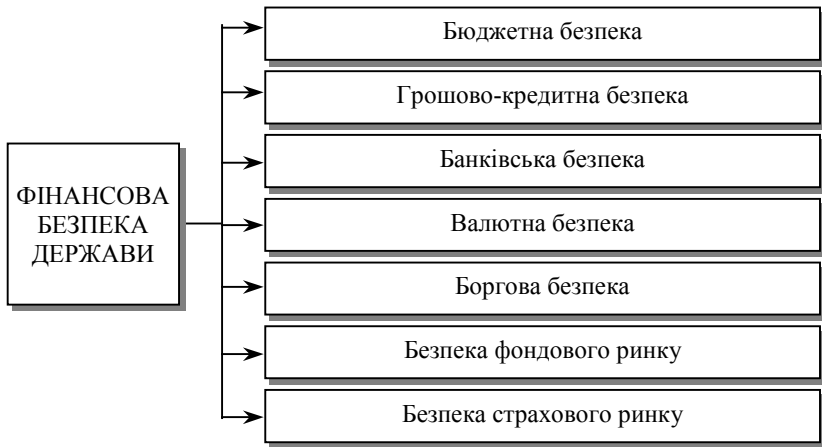 ФІНАНСОВА
БЕЗПЕКА
ДЕРЖАВИ
Бюджетна безпека
Грошово-кредитна безпека
Банківська безпека
Валютна безпека
Боргова безпека
Безпека фондового ринку
Безпека страхового ринку